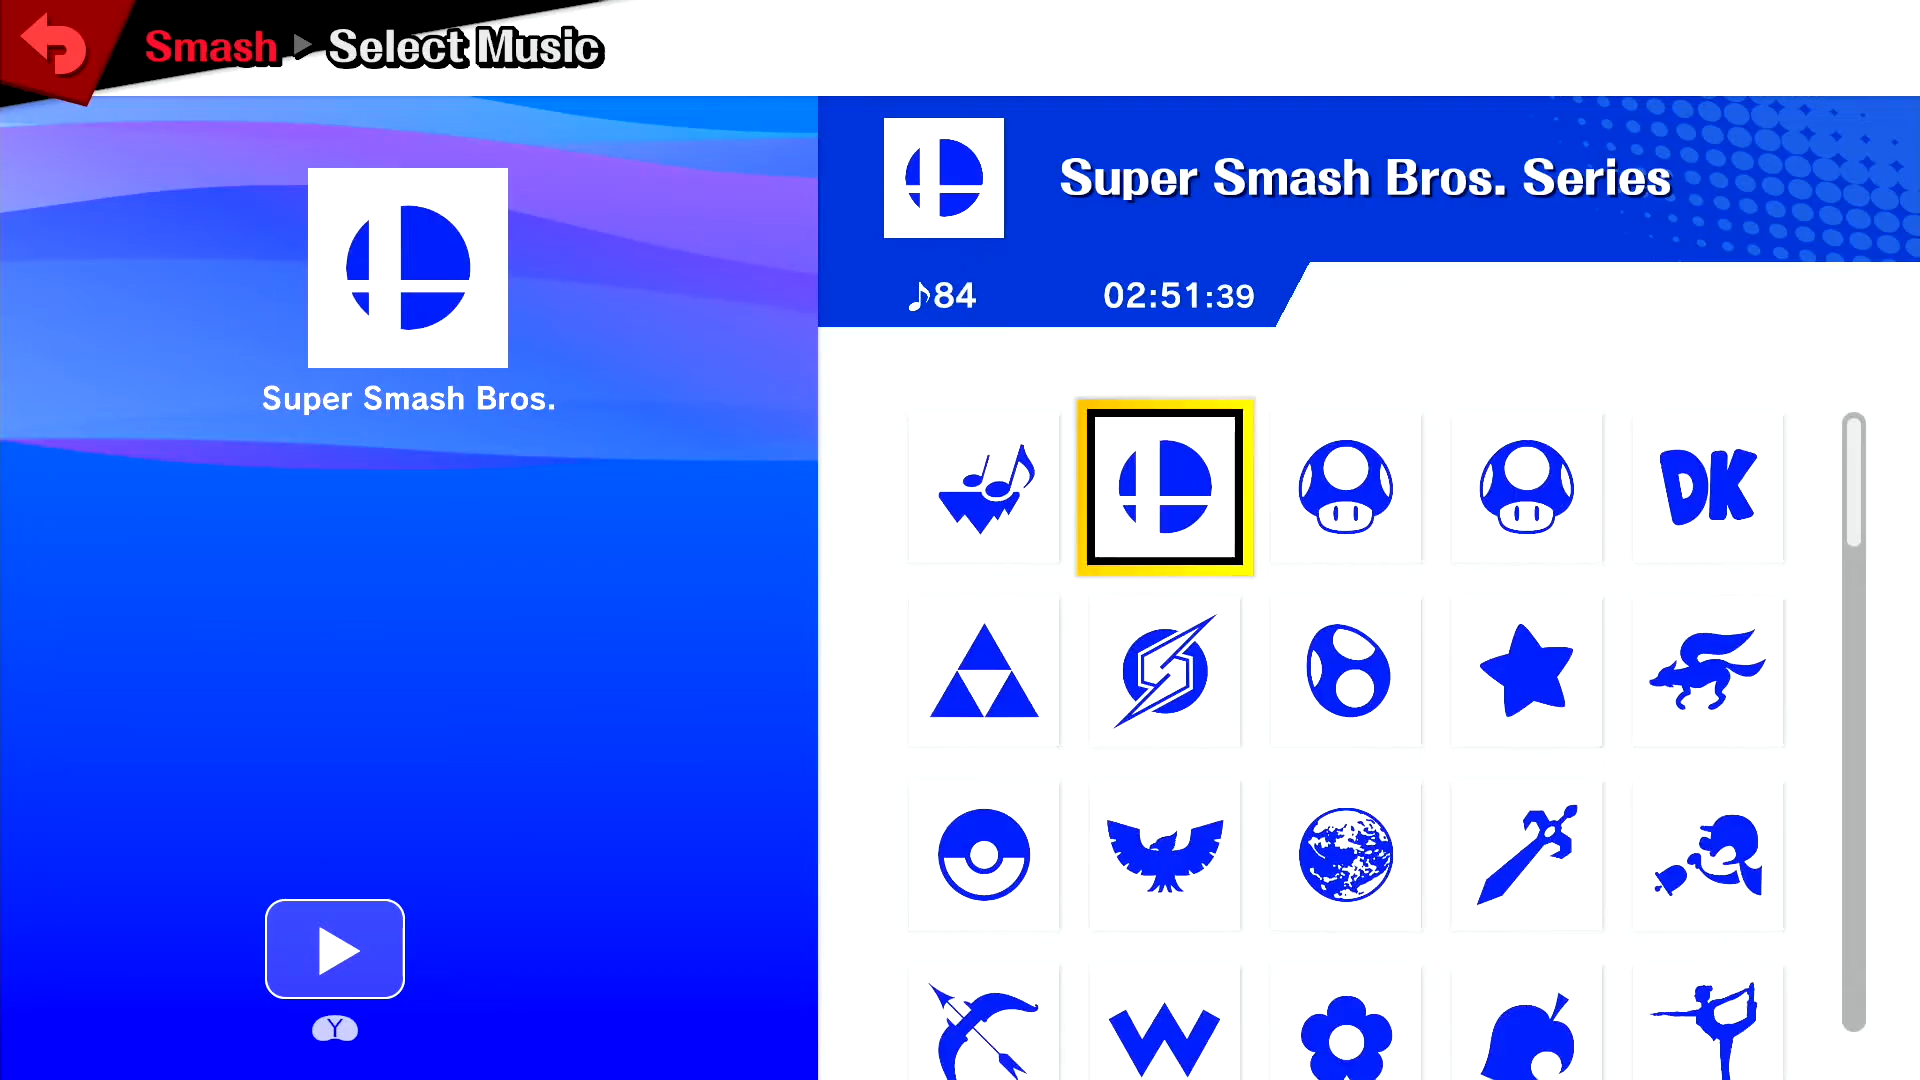 Smash ▶ Select Music
Super Smash Bros. Series
♪84 02:51:39
Super Smash Bros.
DK
Y